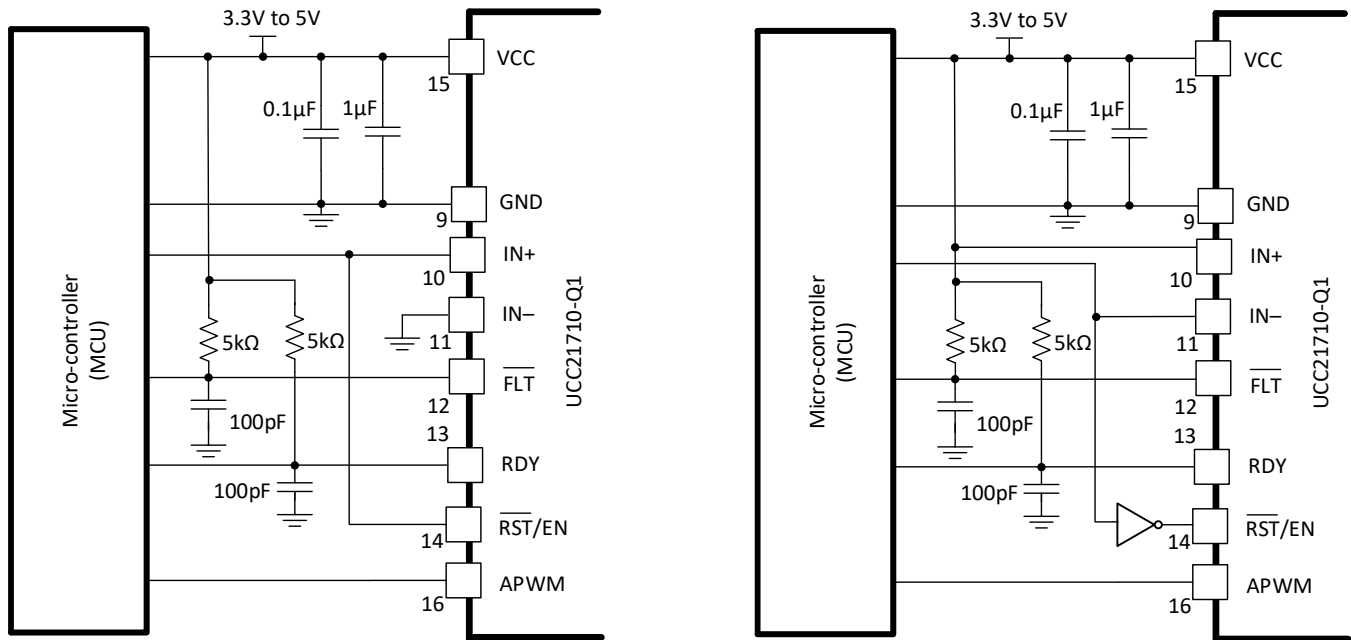 3.3V to 5V
VCC
15
0.1µF
1µF
GND
9
IN+
10
IN–
11
5kΩ
5kΩ
FLT
12
100pF
13
RDY
100pF
RST/EN
14
APWM
16
Micro-controller
(MCU)
UCC21710-Q1
3.3V to 5V
VCC
15
0.1µF
1µF
GND
9
IN+
10
IN–
11
5kΩ
5kΩ
FLT
12
100pF
13
RDY
100pF
RST/EN
14
APWM
16
Micro-controller
(MCU)
UCC21710-Q1